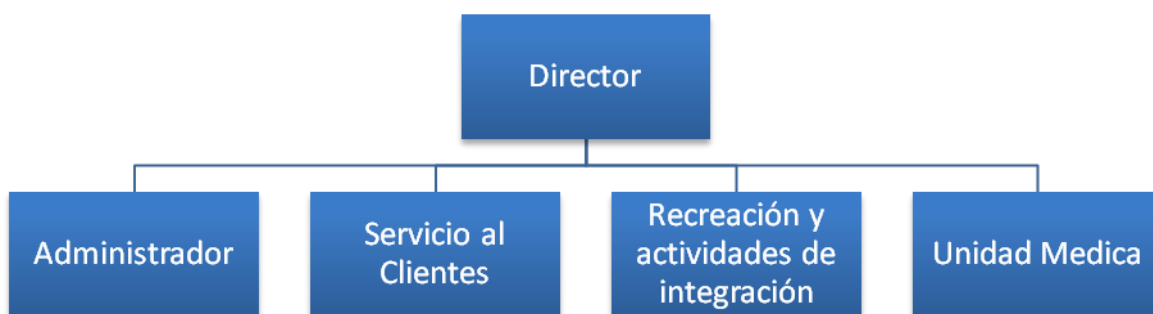 Director
Administrador
Servicio al
Clientes
Recreación y
actividades de
integración
Unidad Medica